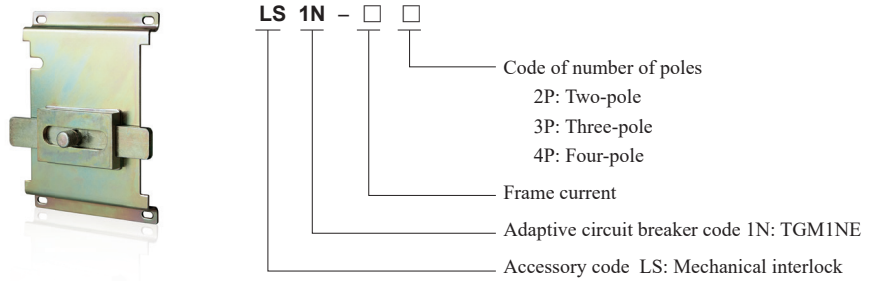 LS 1N – □ □
Code of number of poles
2P: Two-pole
3P: Three-pole
4P: Four-pole
Frame current
Adaptive circuit breaker code 1N: TGM1NE
Accessory code LS: Mechanical interlock